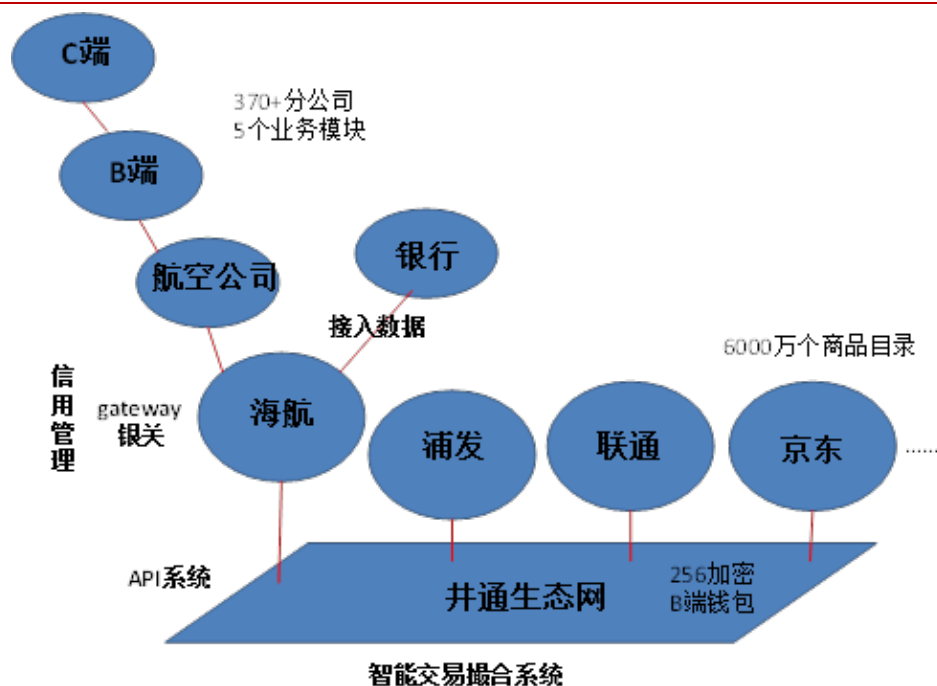 C端
370+分公司
5个业务模块
B端
航空公司
银行
接入数据
6000万个商品目录
信用管理
gateway
银关
海航
浦发
联通
京东
......
API系统
256加密
B端钱包
井通生态网
智能交易撮合系统